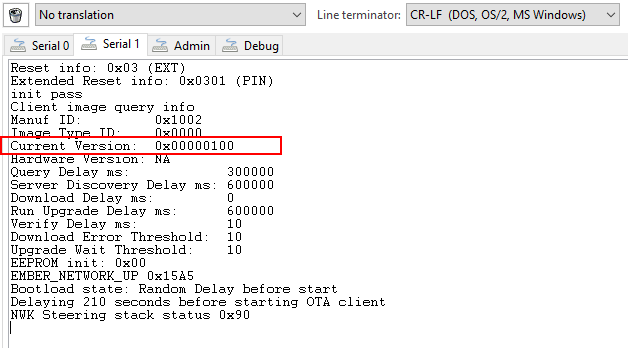 No translation Line terminator: CR-LF (DOS, OS/2, MS Windows)
Serial 0 Serial 1 Admin Debug
Reset info: 0x03 (EXT)
Extended Reset info: 0x0301 (PIN)
init pass
Client image query info
Manuf ID: 0x1002
Image Type ID: 0x0000
Current Version: 0x00000100
Hardware Version: NA
Query Delay ms: 300000
Server Discovery Delay ms: 600000
Download Delay ms: 0
Run Upgrade Delay ms: 600000
Verify Delay ms: 10
Download Error Threshold: 10
Upgrade Wait Threshold: 10
EEPROM init: 0x00
EMBER_NETWORK_UP 0x15A5
Bootload state: Random Delay before start
Delaying 210 seconds before starting OTA client
NWK Steering stack status 0x90